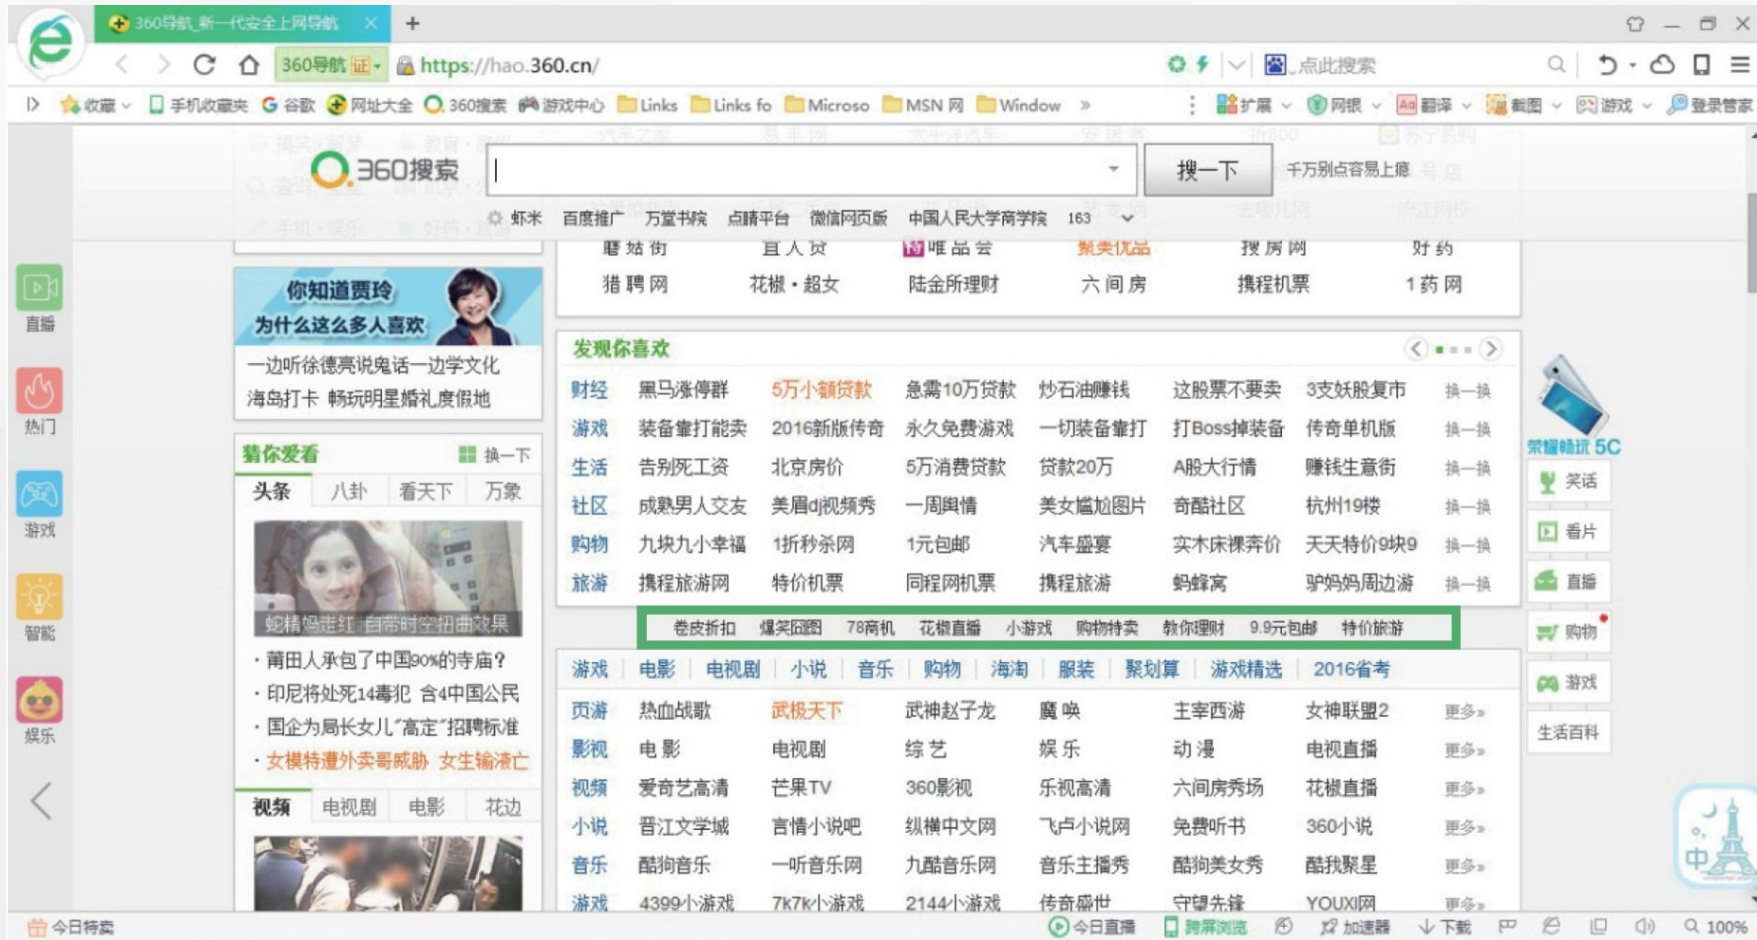 360导航_新一代安全上网导航
360导航 证 https://hao.360.cn/ 点此搜索
收藏 手机收藏夹 谷歌 网址大全 360搜索 游戏中心 Links Links fo Microso MSN 网 Window » 扩展 网银 翻译 截图 游戏 登录管家
360搜索 搜一下 千万别点容易上瘾
虾米 百度推广 万堂书院 点睛平台 微信网页版 中国人民大学商学院 163
蘑菇街 宜人贷 唯品会 聚美优品 搜房网 好药
猎聘网 花椒·超女 陆金所理财 六间房 携程机票 1药网
直播
热门
游戏
智能
娱乐
你知道贾玲
为什么这么多人喜欢
一边听徐德亮说鬼话一边学文化
海岛打卡 畅玩明星婚礼度假地
猜你爱看 换一下
头条 八卦 看天下 万象
蛇精妈走红 自带时空扭曲效果
· 莆田人承包了中国90%的寺庙?
· 印尼将处死14毒犯 含4中国公民
· 国企为局长女儿"高定"招聘标准
· 女模特遭外卖哥威胁 女生输液亡
视频 电视剧 电影 花边
发现你喜欢
财经 黑马涨停群 5万小额贷款 急需10万贷款 炒石油赚钱 这股票不要卖 3支妖股复市 换一换
游戏 装备靠打能卖 2016新版传奇 永久免费游戏 一切装备靠打 打Boss掉装备 传奇单机版 换一换
生活 告别死工资 北京房价 5万消费贷款 贷款20万 A股大行情 赚钱生意街 换一换
社区 成熟男人交友 美眉dj视频秀 一周舆情 美女尴尬图片 奇酷社区 杭州19楼 换一换
购物 九块九小幸福 1折秒杀网 1元包邮 汽车盛宴 实木床裸奔价 天天特价9块9 换一换
旅游 携程旅游网 特价机票 同程网机票 携程旅游 蚂蜂窝 驴妈妈周边游 换一换
卷皮折扣 爆笑囧图 78商机 花椒直播 小游戏 购物特卖 教你理财 9.9元包邮 特价旅游
游戏 电影 电视剧 小说 音乐 购物 海淘 服装 聚划算 游戏精选 2016省考
页游 热血战歌 武极天下 武神赵子龙 魔唤 主宰西游 女神联盟2 更多»
影视 电影 电视剧 综艺 娱乐 动漫 电视直播 更多»
视频 爱奇艺高清 芒果TV 360影视 乐视高清 六间房秀场 花椒直播 更多»
小说 晋江文学城 言情小说吧 纵横中文网 飞卢小说网 免费听书 360小说 更多»
音乐 酷狗音乐 一听音乐网 九酷音乐网 音乐主播秀 酷狗美女秀 酷我聚星 更多»
游戏 4399小游戏 7k7k小游戏 2144小游戏 传奇盛世 守望先锋 YOUXI网 更多»
荣耀畅玩 5C
笑话
看片
直播
购物
游戏
生活百科
中
今日特卖 今日直播 跨屏浏览 加速器 下载 100%